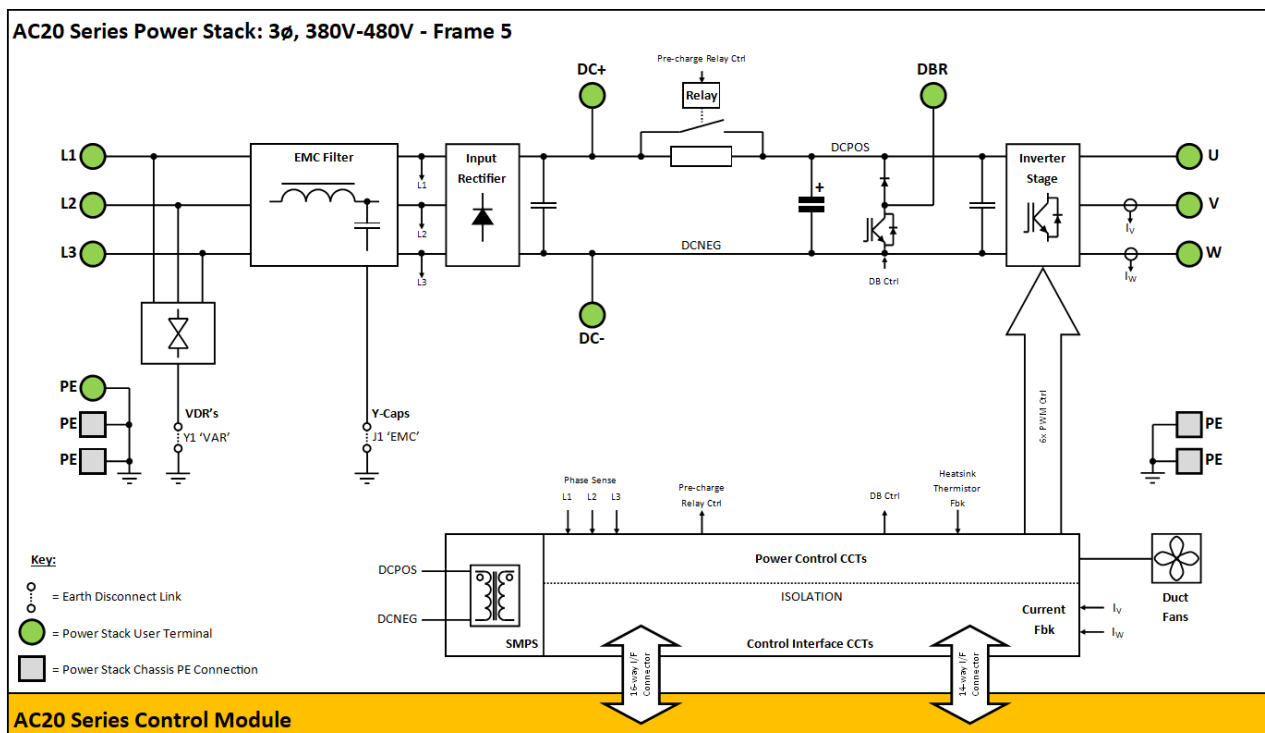 AC20 Series Power Stack: 3ø, 380V-480V - Frame 5
DC+
Pre-charge Relay Ctrl
Relay
DBR
L1
L2
L3
EMC Filter
L1
L2
L3
Input
Rectifier
DCPOS
+
DCNEG
DB Ctrl
DC-
Inverter
Stage
U
V
W
IV
IW
PE
PE
PE
VDR's
Y1 'VAR'
Y-Caps
J1 'EMC'
6x PWM Ctrl
PE
PE
Phase Sense
L1 L2 L3
Pre-charge
Relay Ctrl
DB Ctrl
Heatsink
Thermistor
Fbk
Key:
= Earth Disconnect Link
= Power Stack User Terminal
= Power Stack Chassis PE Connection
DCPOS
DCNEG
SMPS
Power Control CCTs
ISOLATION
Control Interface CCTs
Current
Fbk
IV
IW
Duct
Fans
16-way I/F
Connector
14-way I/F
Connector
AC20 Series Control Module